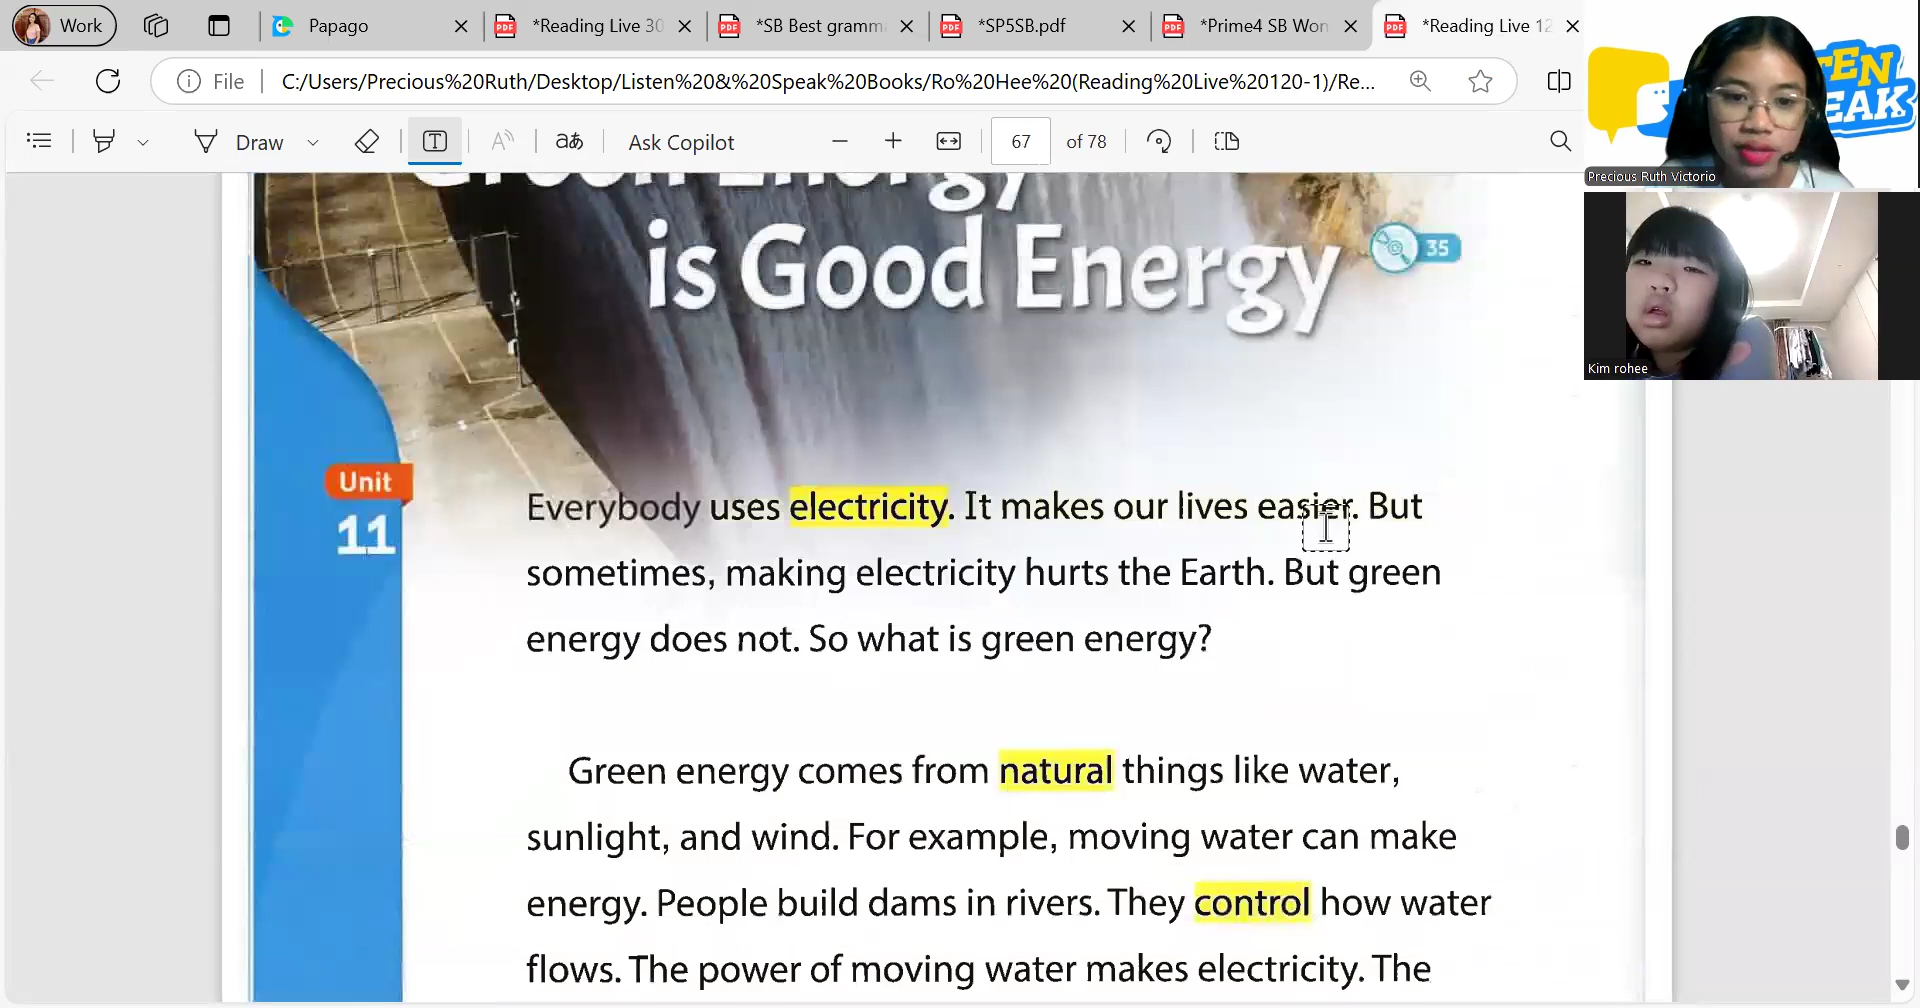 Work
Papago
*Reading Live 30
*SB Best gramm
*SP5SB.pdf
*Prime4 SB Won
*Reading Live 12
File
C:/Users/Precious%20Ruth/Desktop/Listen%20&%20Speak%20Books/Ro%20Hee%20(Reading%20Live%20120-1)/Re...
Draw
Ask Copilot
67
of 78
Green Energy
is Good Energy
35
Unit
11
Everybody uses electricity. It makes our lives easier. But
sometimes, making electricity hurts the Earth. But green
energy does not. So what is green energy?
Green energy comes from natural things like water,
sunlight, and wind. For example, moving water can make
energy. People build dams in rivers. They control how water
flows. The power of moving water makes electricity. The
TEN
EAK
Precious Ruth Victorio
Kim rohee